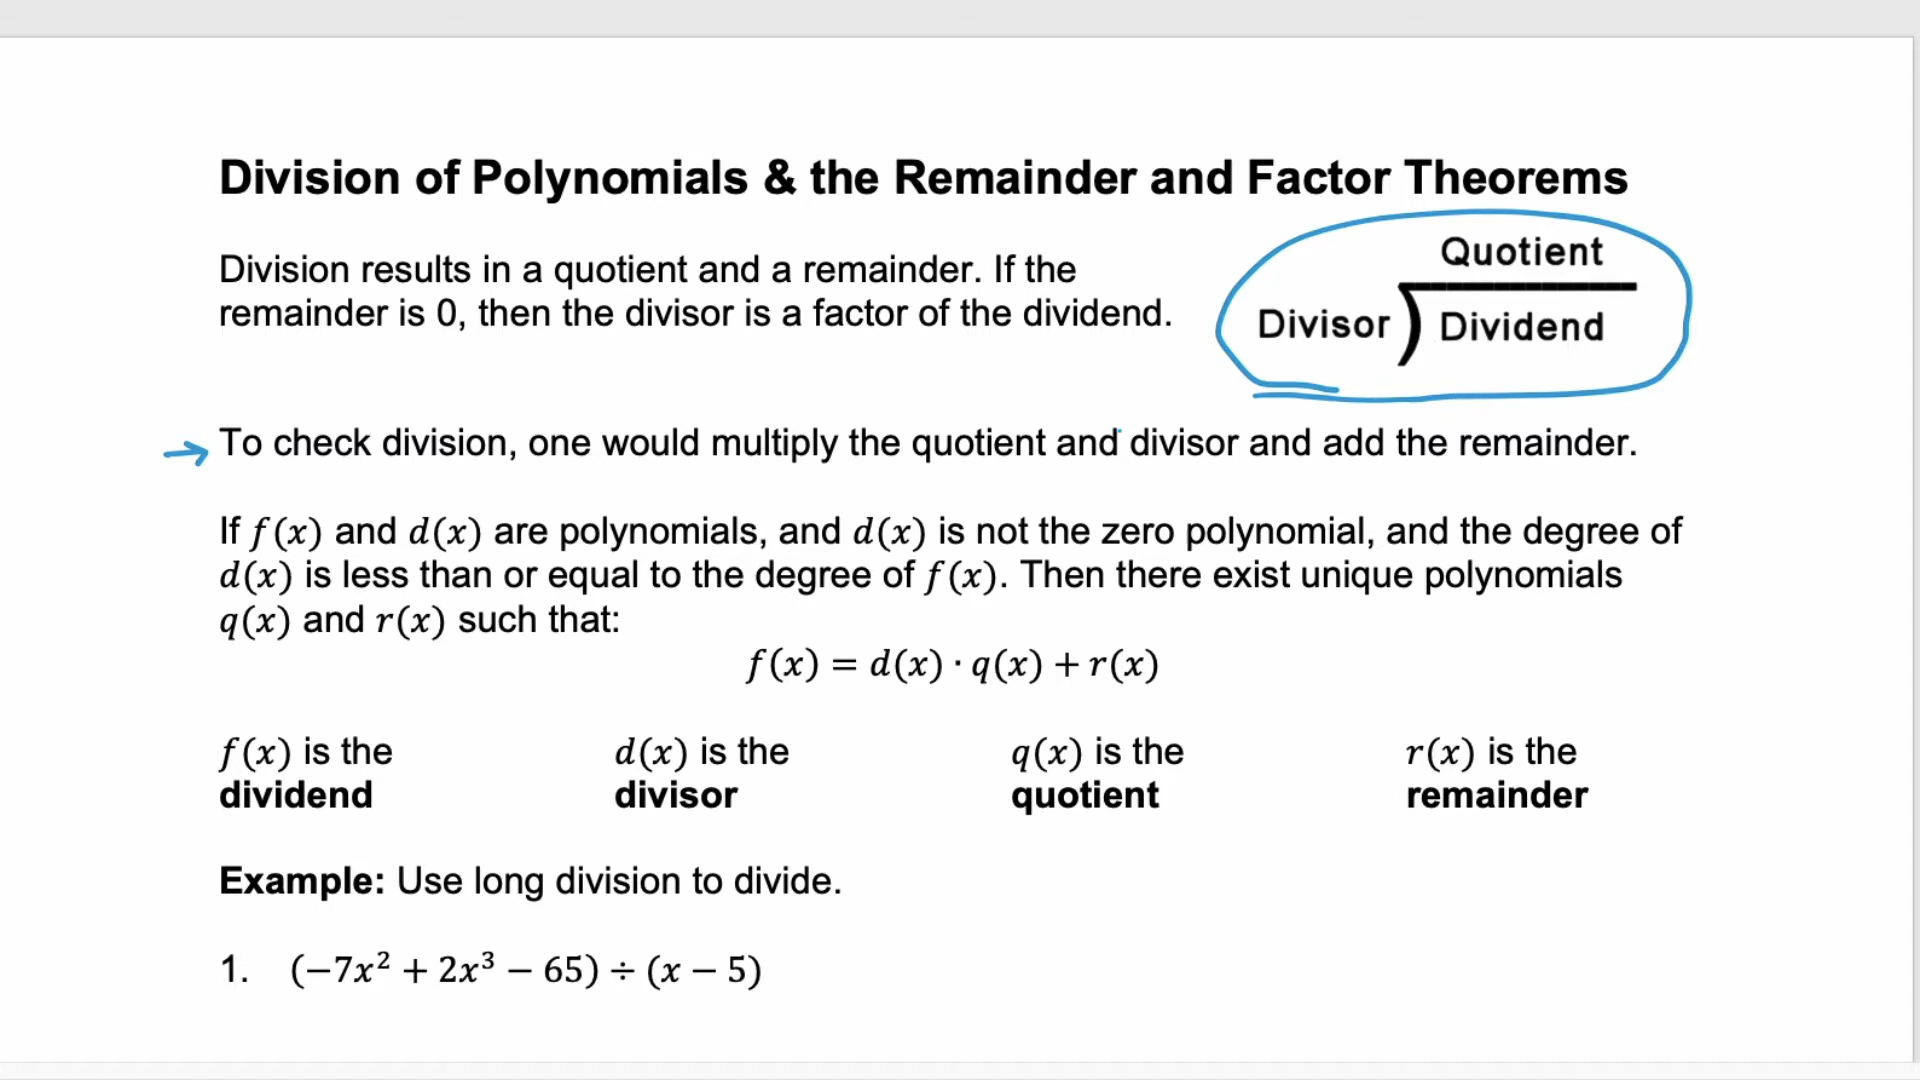 Division of Polynomials & the Remainder and Factor Theorems
Division results in a quotient and a remainder. If the
remainder is 0, then the divisor is a factor of the dividend.
Quotient
Divisor ) Dividend
To check division, one would multiply the quotient and divisor and add the remainder.
If f(x) and d(x) are polynomials, and d(x) is not the zero polynomial, and the degree of
d(x) is less than or equal to the degree of f(x). Then there exist unique polynomials
q(x) and r(x) such that:
f(x) = d(x) · q(x) + r(x)
f(x) is the
dividend
d(x) is the
divisor
q(x) is the
quotient
r(x) is the
remainder
Example: Use long division to divide.
1. (−7x² + 2x³ − 65) ÷ (x − 5)